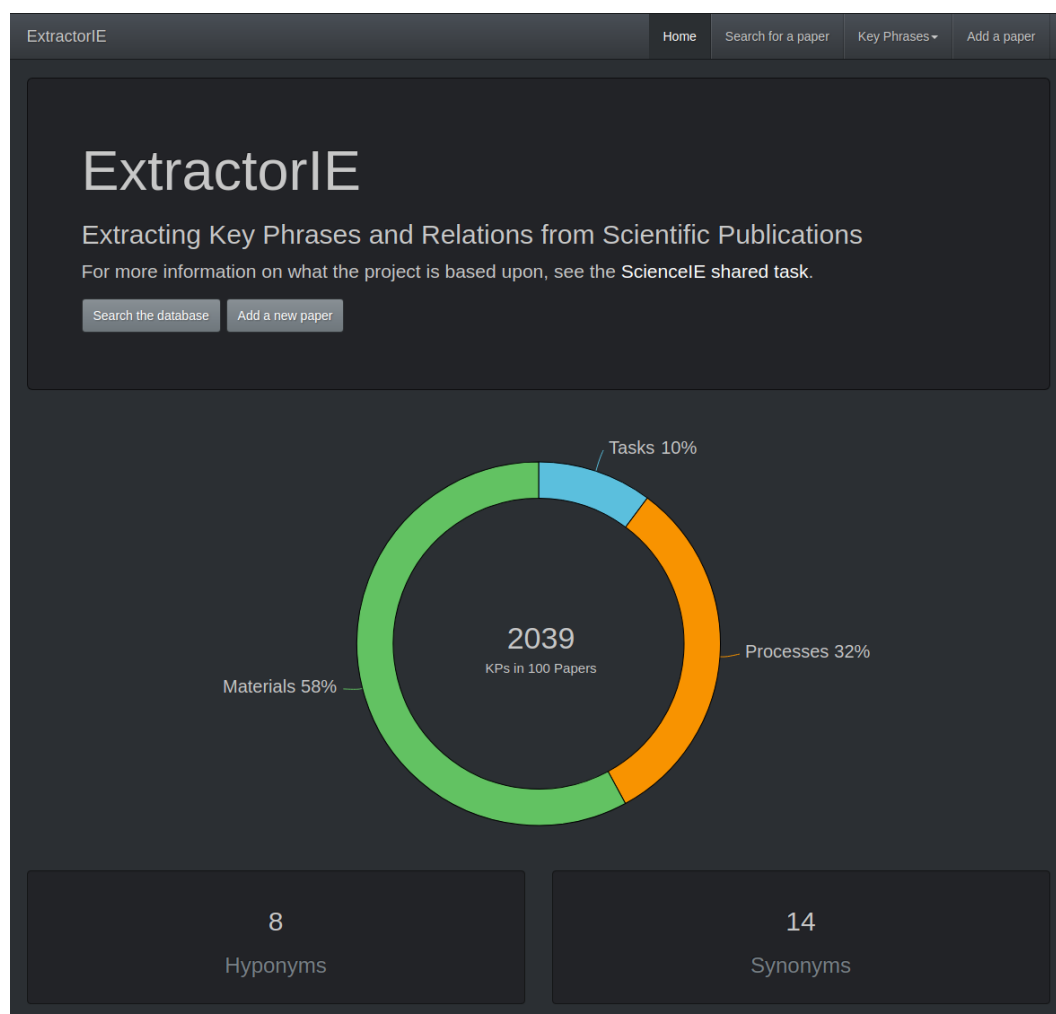 ExtractorIE
Home
Search for a paper
Key Phrases
Add a paper
ExtractorIE
Extracting Key Phrases and Relations from Scientific Publications
For more information on what the project is based upon, see the ScienceIE shared task.
Search the database
Add a new paper
Tasks 10%
2039
KPs in 100 Papers
Processes 32%
Materials 58%
8
Hyponyms
14
Synonyms